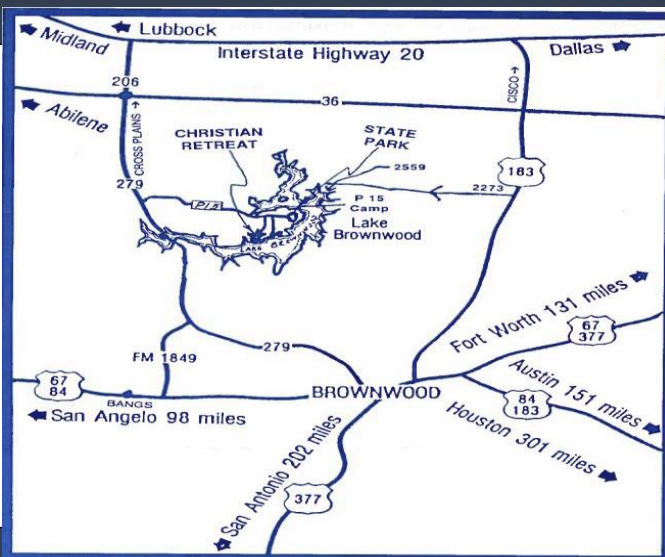 Lubbock
Midland
Interstate Highway 20
Dallas
206
36
CISCO →
Abilene
CROSS PLAINS →
CHRISTIAN
RETREAT
STATE
PARK
2559
183
279
P15
2273
P 15
Camp
Lake
Brownwood
Fort Worth 131 miles
67
377
FM 1849
279
67
84
BANGS
BROWNWOOD
Austin 151 miles
84
183
San Angelo 98 miles
Houston 301 miles
San Antonio 202 miles
377